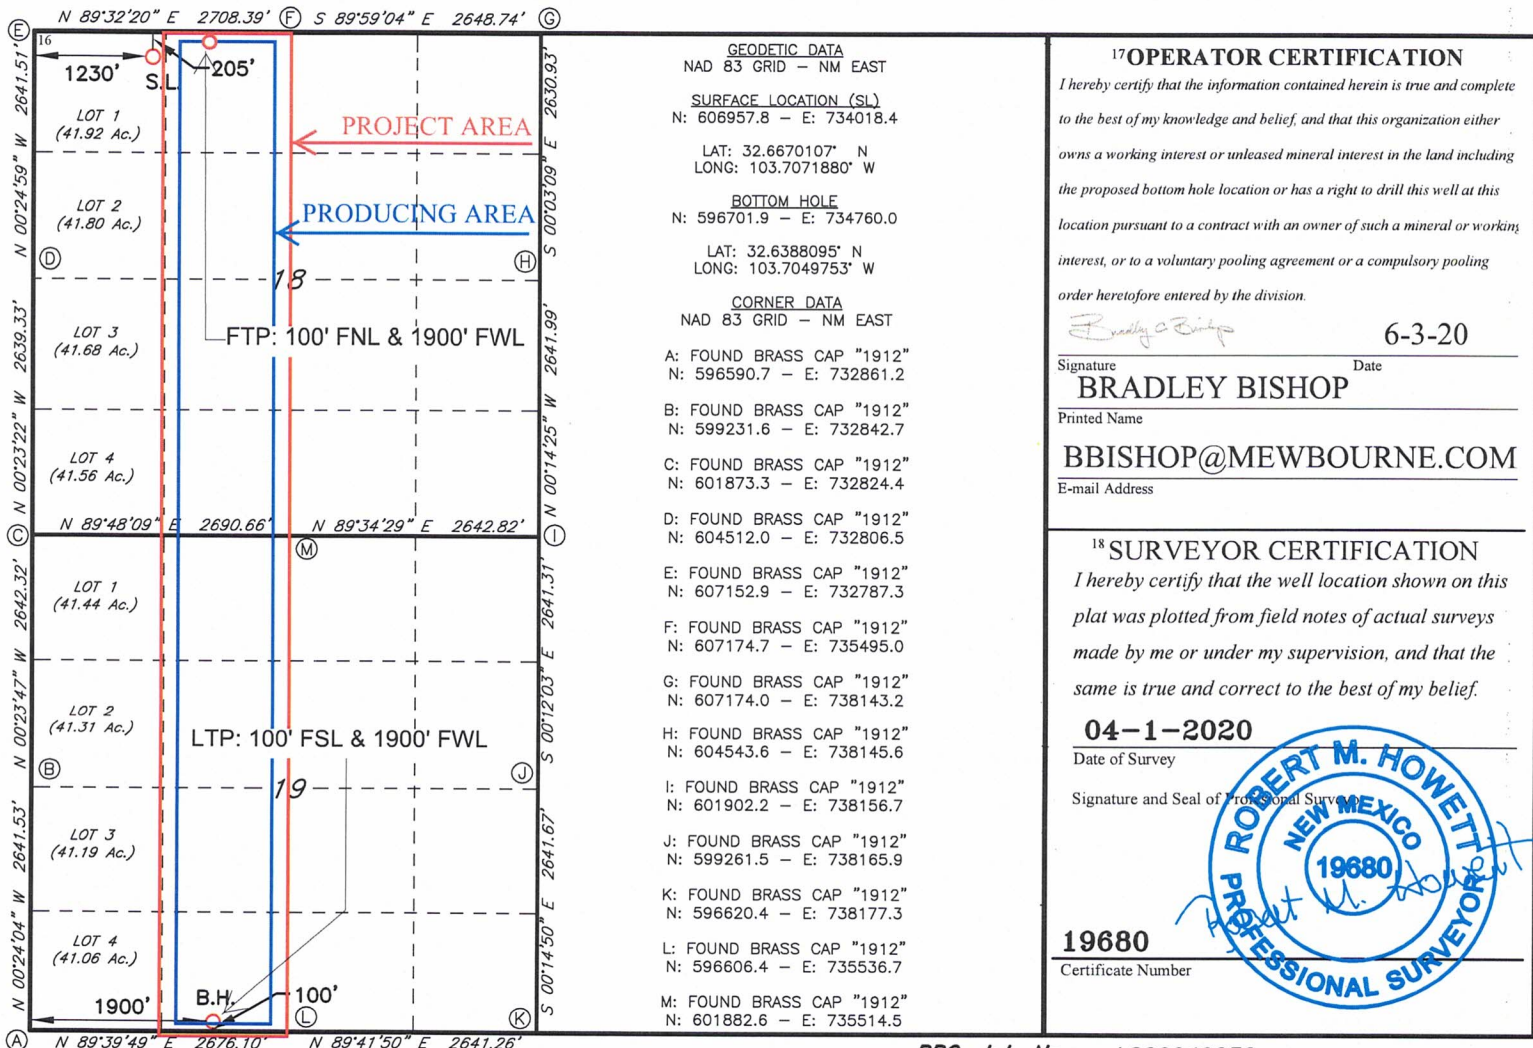 N 89°32'20" E 2708.39' F S 89°59'04" E 2648.74' G
E
16
1230'
S.L.
205'
N 00°24'59" W 2641.51'
LOT 1
(41.92 Ac.)
PROJECT AREA
LOT 2
(41.80 Ac.)
PRODUCING AREA
S 00°03'09" E 2630.93'
D
H
18
LOT 3
(41.68 Ac.)
FTP: 100' FNL & 1900' FWL
N 00°23'22" W 2639.33'
LOT 4
(41.56 Ac.)
N 00°14'25" W 2641.99'
N 89°48'09" E 2690.66' N 89°34'29" E 2642.82'
C
M
I
LOT 1
(41.44 Ac.)
N 00°23'47" W 2642.32'
LOT 2
(41.31 Ac.)
S 00°12'03" E 2641.31'
LTP: 100' FSL & 1900' FWL
B
J
19
LOT 3
(41.19 Ac.)
N 00°24'04" W 2641.53'
LOT 4
(41.06 Ac.)
S 00°14'50" E 2641.67'
1900'
B.H.
100'
L
K
A
N 89°39'49" E 2676.10' N 89°41'50" E 2641.26'
GEODETIC DATA
NAD 83 GRID – NM EAST
SURFACE LOCATION (SL)
N: 606957.8 – E: 734018.4
LAT: 32.6670107° N
LONG: 103.7071880° W
BOTTOM HOLE
N: 596701.9 – E: 734760.0
LAT: 32.6388095° N
LONG: 103.7049753° W
CORNER DATA
NAD 83 GRID – NM EAST
A: FOUND BRASS CAP "1912"
N: 596590.7 – E: 732861.2
B: FOUND BRASS CAP "1912"
N: 599231.6 – E: 732842.7
C: FOUND BRASS CAP "1912"
N: 601873.3 – E: 732824.4
D: FOUND BRASS CAP "1912"
N: 604512.0 – E: 732806.5
E: FOUND BRASS CAP "1912"
N: 607152.9 – E: 732787.3
F: FOUND BRASS CAP "1912"
N: 607174.7 – E: 735495.0
G: FOUND BRASS CAP "1912"
N: 607174.0 – E: 738143.2
H: FOUND BRASS CAP "1912"
N: 604543.6 – E: 738145.6
I: FOUND BRASS CAP "1912"
N: 601902.2 – E: 738156.7
J: FOUND BRASS CAP "1912"
N: 599261.5 – E: 738165.9
K: FOUND BRASS CAP "1912"
N: 596620.4 – E: 738177.3
L: FOUND BRASS CAP "1912"
N: 596606.4 – E: 735536.7
M: FOUND BRASS CAP "1912"
N: 601882.6 – E: 735514.5
17 OPERATOR CERTIFICATION
I hereby certify that the information contained herein is true and complete
to the best of my knowledge and belief, and that this organization either
owns a working interest or unleased mineral interest in the land including
the proposed bottom hole location or has a right to drill this well at this
location pursuant to a contract with an owner of such a mineral or working
interest, or to a voluntary pooling agreement or a compulsory pooling
order heretofore entered by the division.
Bradley C Bishop
6-3-20
Signature Date
BRADLEY BISHOP
Printed Name
BBISHOP@MEWBOURNE.COM
E-mail Address
18 SURVEYOR CERTIFICATION
I hereby certify that the well location shown on this
plat was plotted from field notes of actual surveys
made by me or under my supervision, and that the
same is true and correct to the best of my belief.
04-1-2020
Date of Survey
Signature and Seal of Professional Surveyor
ROBERT M. HOWETT
NEW MEXICO
19680
PROFESSIONAL SURVEYOR
Robert M. Howett
19680
Certificate Number